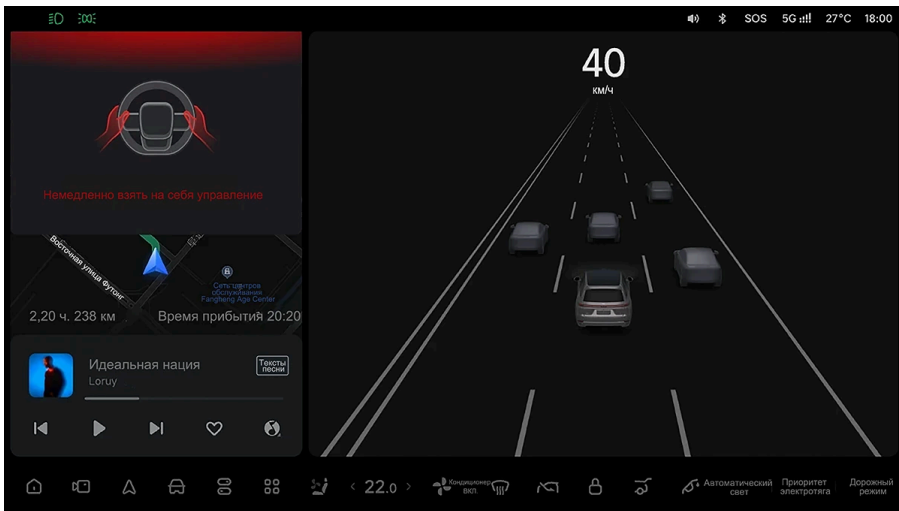 SOS
5G
27°C
18:00
40
км/ч
Немедленно взять на себя управление
Восточная улица Футонг
Сеть центров
обслуживания
Fangheng Age Center
2,20 ч. 238 км
Время прибытия 20:20
Идеальная нация
Loruy
Тексты
песни
22.0
Кондиционер
вкл.
Автоматический
свет
Приоритет
электротяга
Дорожный
режим